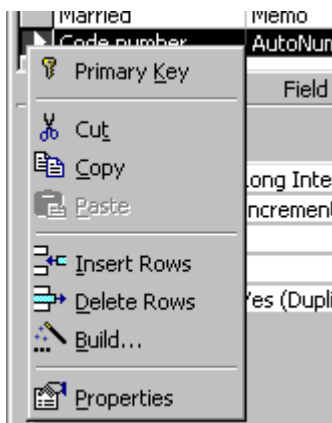 Married Memo
Code number AutoNum
Primary Key
Field
Cut
Copy
Long Inte
Paste
ncrement
Insert Rows
Delete Rows
Yes (Dupli
Build...
Properties